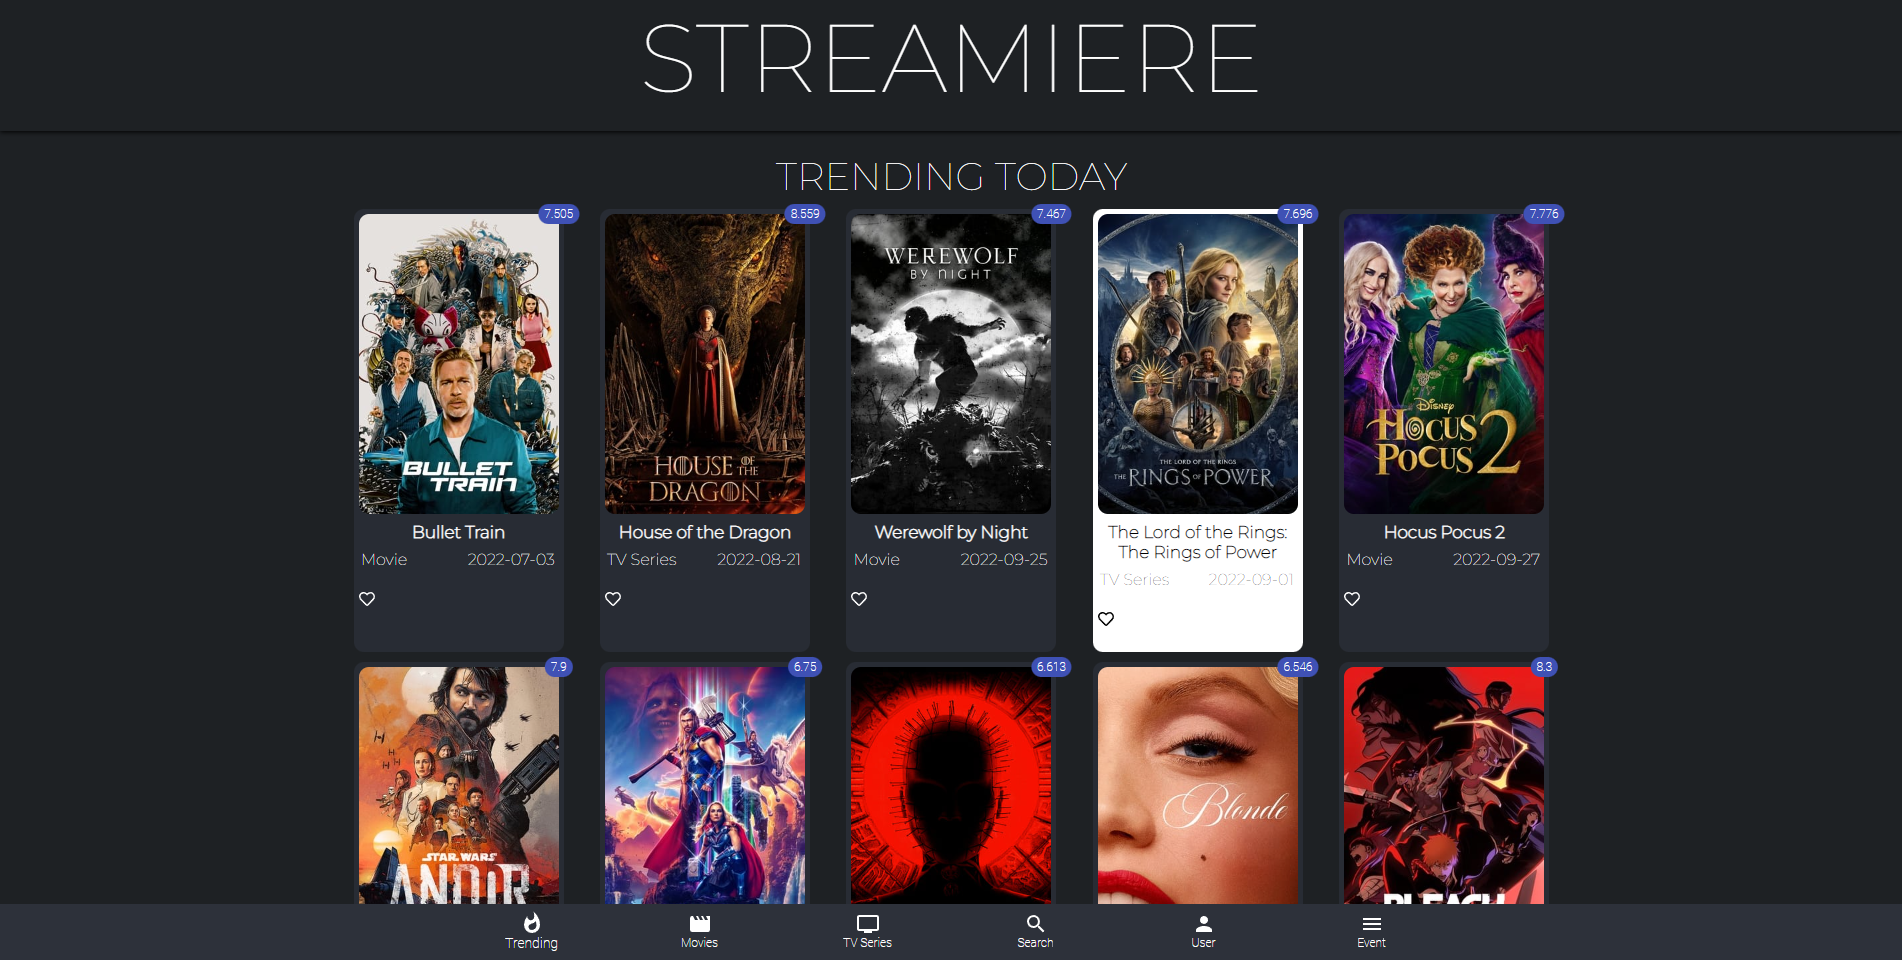 STREAMIERE
TRENDING TODAY
7.505
8.559
7.467
7.696
7.776
BULLET
TRAIN
HOUSE OF THE
DRAGON
WEREWOLF
BY NIGHT
THE LORD OF THE RINGS
THE RINGS OF POWER
Disney
HOCUS
POCUS 2
Bullet Train
Movie 2022-07-03
House of the Dragon
TV Series 2022-08-21
Werewolf by Night
Movie 2022-09-25
The Lord of the Rings:
The Rings of Power
TV Series 2022-09-01
Hocus Pocus 2
Movie 2022-09-27
7.9
6.75
6.613
6.546
8.3
STAR WARS
ANDOR
Blonde
BLEACH
Trending
Movies
TV Series
Search
User
Event